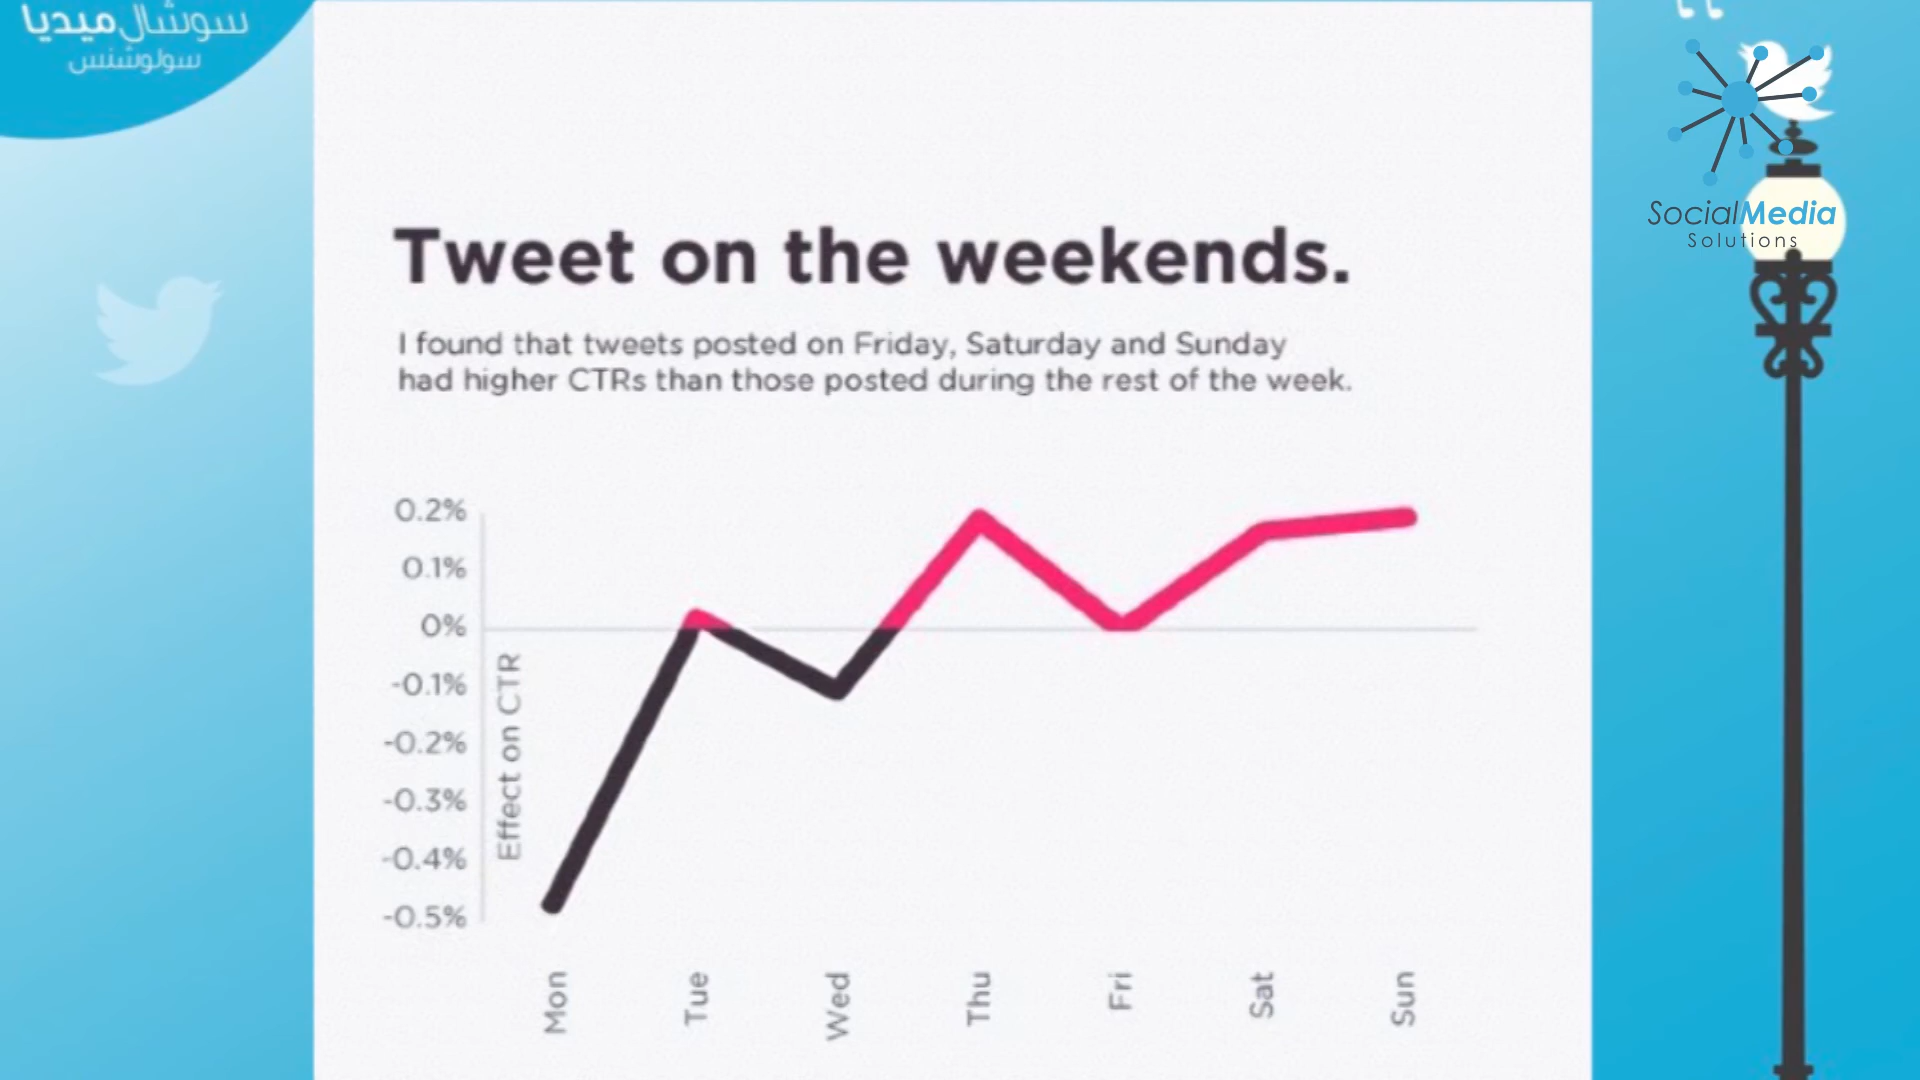 سوشال ميديا
سولوشنس
SocialMedia
Solutions
Tweet on the weekends.
I found that tweets posted on Friday, Saturday and Sunday
had higher CTRs than those posted during the rest of the week.
0.2%
0.1%
0%
-0.1%
-0.2%
-0.3%
-0.4%
-0.5%
Effect on CTR
Mon
Tue
Wed
Thu
Fri
Sat
Sun